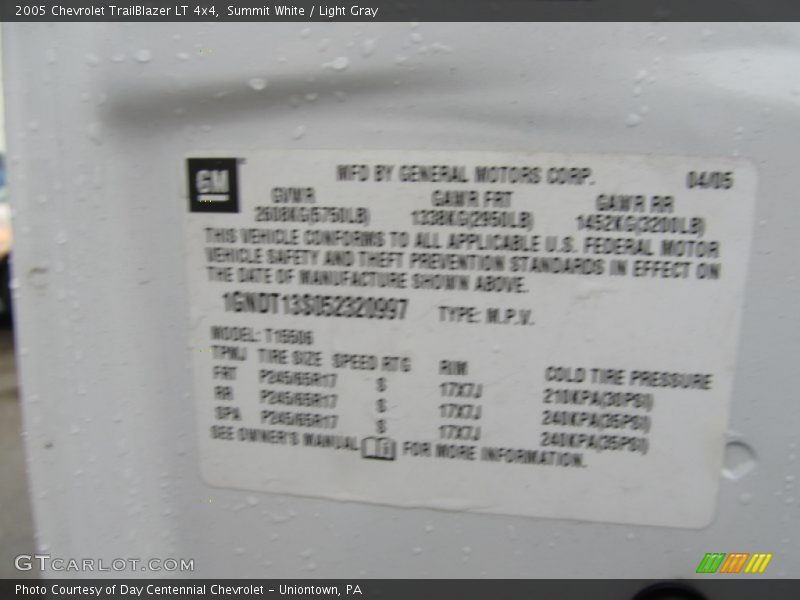 2005 Chevrolet TrailBlazer LT 4x4, Summit White / Light Gray
GM
MFD BY GENERAL MOTORS CORP. 04/05
GVWR GAWR FRT GAWR RR
2608KG(5750LB) 1338KG(2950LB) 1452KG(3200LB)
THIS VEHICLE CONFORMS TO ALL APPLICABLE U.S. FEDERAL MOTOR
VEHICLE SAFETY AND THEFT PREVENTION STANDARDS IN EFFECT ON
THE DATE OF MANUFACTURE SHOWN ABOVE.
1GNDT13S052320997 TYPE: M.P.V.
MODEL: T15506
TPMJ TIRE SIZE SPEED RTG RIM COLD TIRE PRESSURE
FRT P245/65R17 S 17X7J 210KPA(30PSI)
RR P245/65R17 S 17X7J 240KPA(35PSI)
SPA P245/65R17 S 17X7J 240KPA(35PSI)
SEE OWNER'S MANUAL FOR MORE INFORMATION.
GTCARLOT.COM
Photo Courtesy of Day Centennial Chevrolet - Uniontown, PA